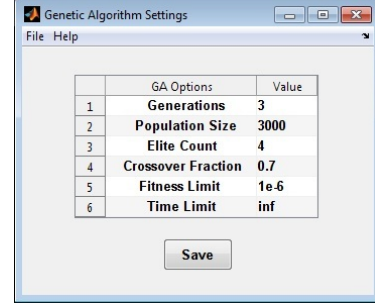 Genetic Algorithm Settings
File Help
GA Options Value
1 Generations 3
2 Population Size 3000
3 Elite Count 4
4 Crossover Fraction 0.7
5 Fitness Limit 1e-6
6 Time Limit inf
Save